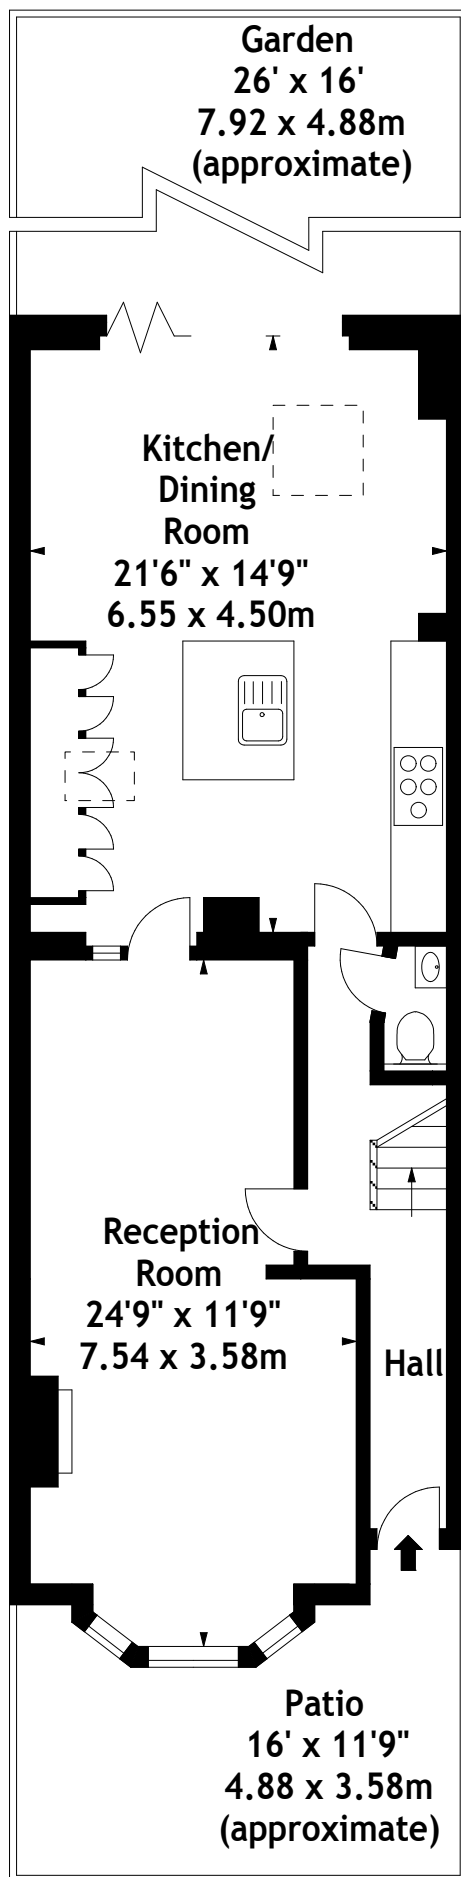 Garden
26' x 16'
7.92 x 4.88m
(approximate)
Kitchen/
Dining
Room
21'6" x 14'9"
6.55 x 4.50m
Reception
Room
24'9" x 11'9"
7.54 x 3.58m
Hall
Patio
16' x 11'9"
4.88 x 3.58m
(approximate)